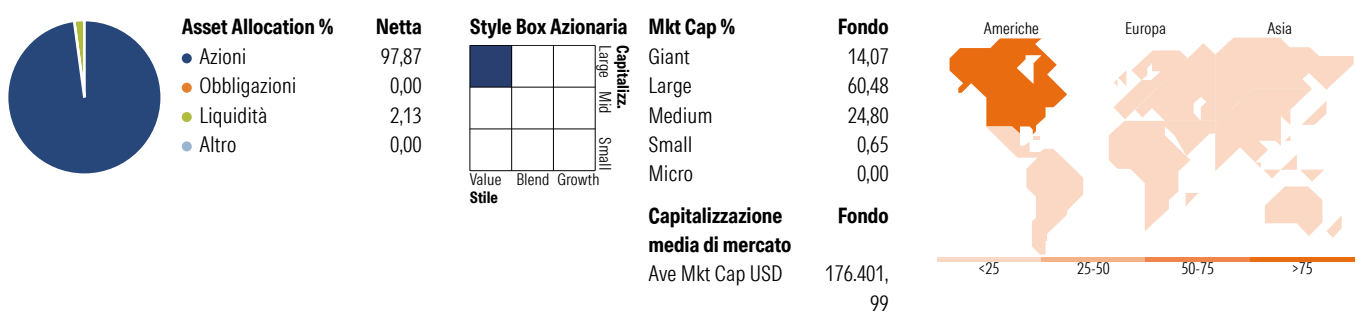 Asset Allocation % Netta
Azioni 97,87
Obbligazioni 0,00
Liquidità 2,13
Altro 0,00
Style Box Azionaria
Capitalizz.
Large Mid Small
Value Blend Growth
Stile
Mkt Cap % Fondo
Giant 14,07
Large 60,48
Medium 24,80
Small 0,65
Micro 0,00
Capitalizzazione Fondo
media di mercato
Ave Mkt Cap USD 176.401,
99
Americhe Europa Asia
<25 25-50 50-75 >75